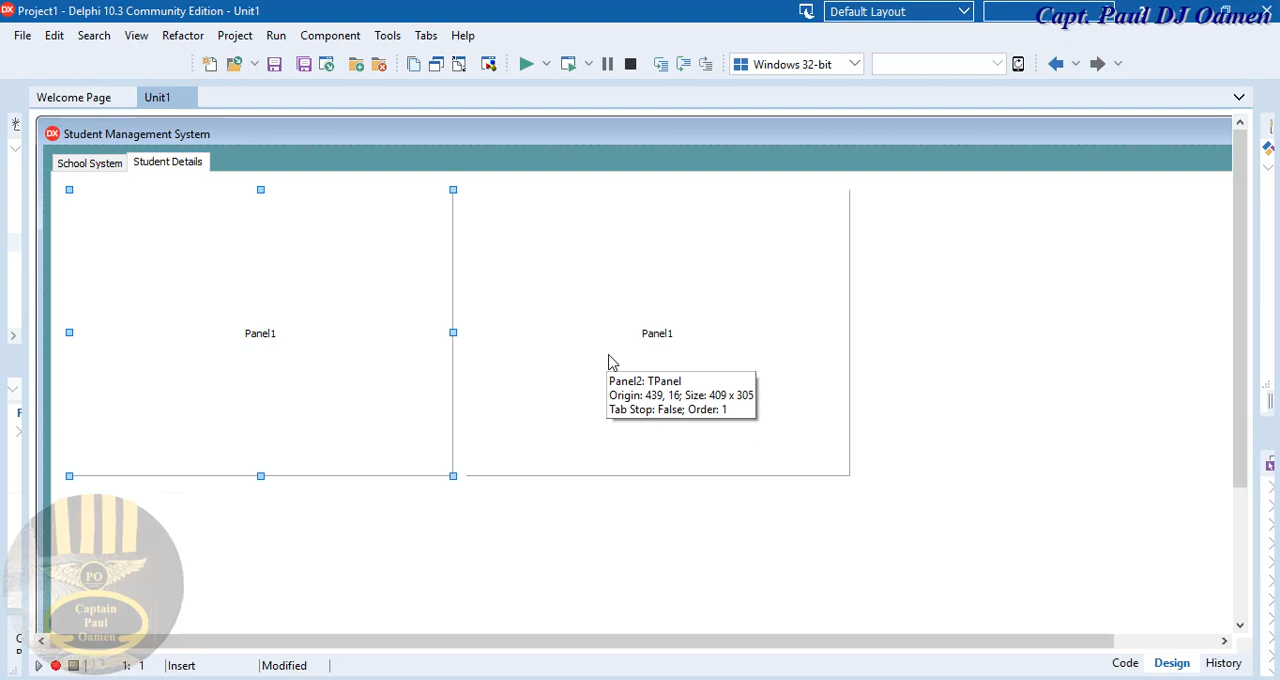 Project1 - Delphi 10.3 Community Edition - Unit1
Default Layout
Capt. Paul DJ Oamen
File Edit Search View Refactor Project Run Component Tools Tabs Help
Windows 32-bit
Welcome Page Unit1
Student Management System
School System Student Details
Panel1 Panel1
Panel2: TPanel
Origin: 439, 16; Size: 409 x 305
Tab Stop: False; Order: 1
PO
Captain
Paul
Oamen
1: 1 Insert Modified
Code Design History